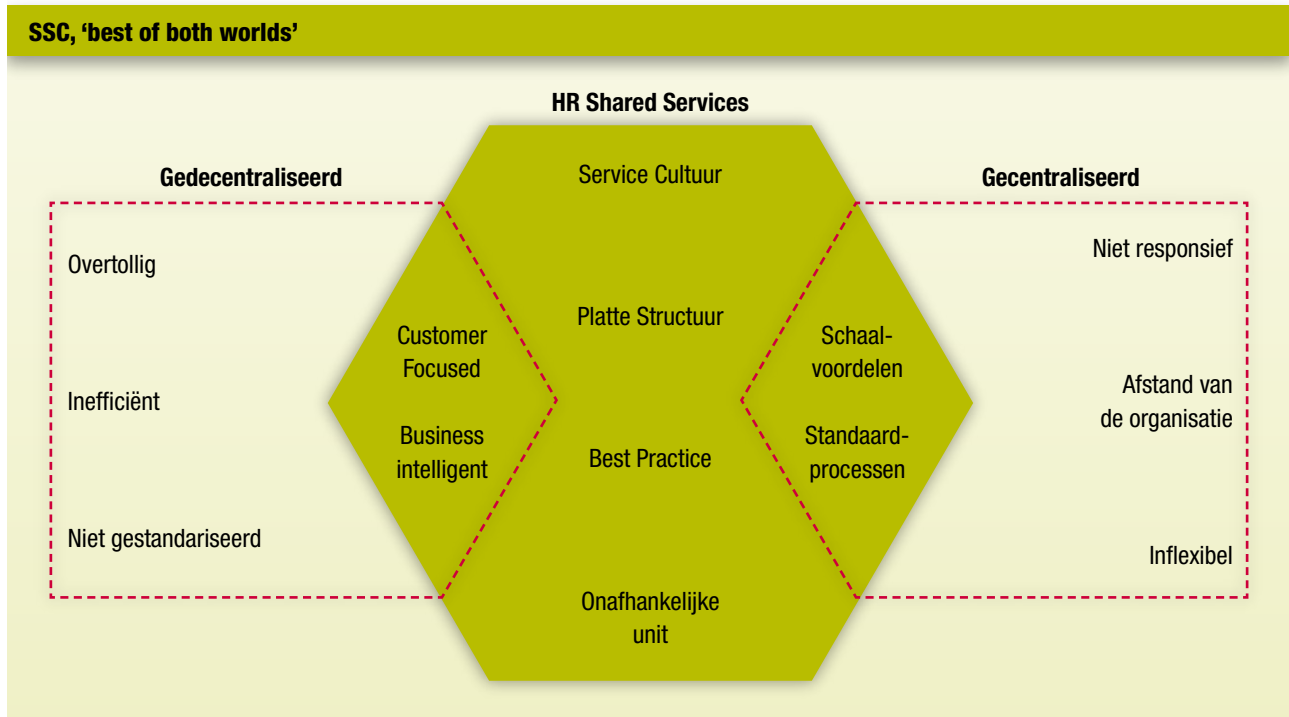 SSC, ‘best of both worlds’
HR Shared Services
Gedecentraliseerd
Overtollig
Inefficiënt
Niet gestandariseerd
Customer
Focused
Business
intelligent
Service Cultuur
Platte Structuur
Best Practice
Onafhankelijke
unit
Schaal-
voordelen
Standaard-
processen
Gecentraliseerd
Niet responsief
Afstand van
de organisatie
Inflexibel